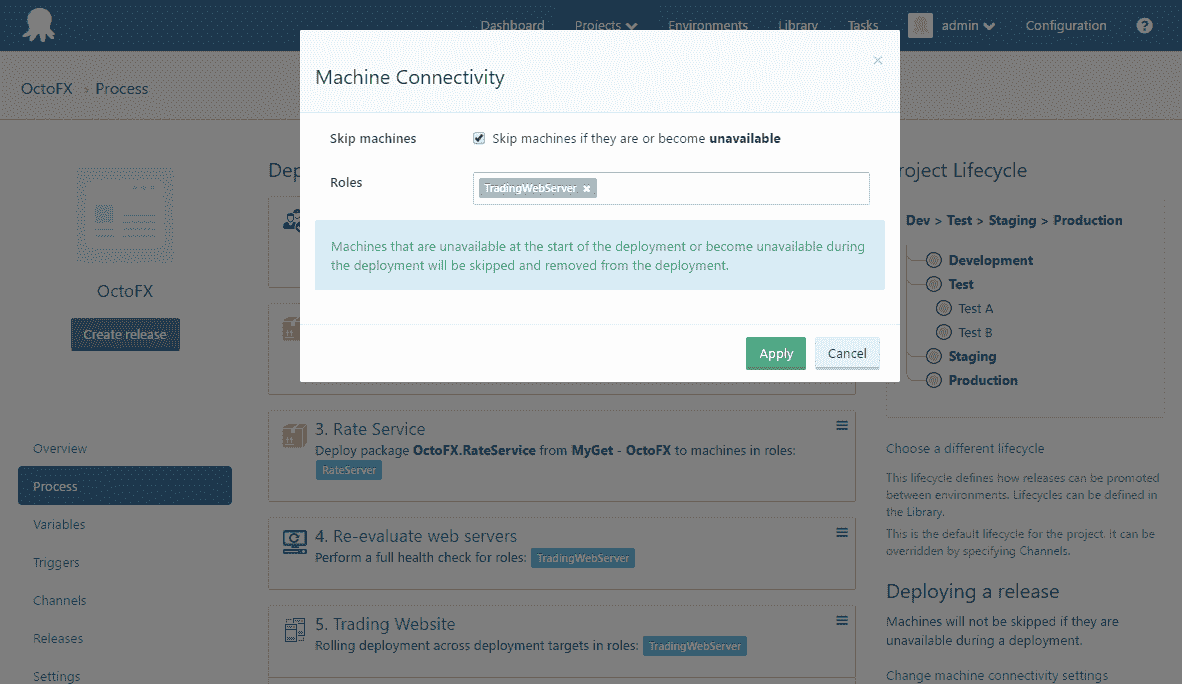 Dashboard Projects Environments Library Tasks admin Configuration ?
OctoFX > Process
Machine Connectivity
×
Skip machines
Skip machines if they are or become unavailable
Roles
TradingWebServer ×
Machines that are unavailable at the start of the deployment or become unavailable during
the deployment will be skipped and removed from the deployment.
Apply Cancel
OctoFX
Create release
Overview
Process
Variables
Triggers
Channels
Releases
Settings
3. Rate Service
Deploy package OctoFX.RateService from MyGet - OctoFX to machines in roles:
RateServer
4. Re-evaluate web servers
Perform a full health check for roles: TradingWebServer
5. Trading Website
Rolling deployment across deployment targets in roles: TradingWebServer
Lifecycle
Dev > Test > Staging > Production
Development
Test
Test A
Test B
Staging
Production
Choose a different lifecycle
This lifecycle defines how releases can be promoted
between environments. Lifecycles can be defined in
the Library.
This is the default lifecycle for the project. It can be
overridden by specifying Channels.
Deploying a release
Machines will not be skipped if they are
unavailable during a deployment.
Change machine connectivity settings